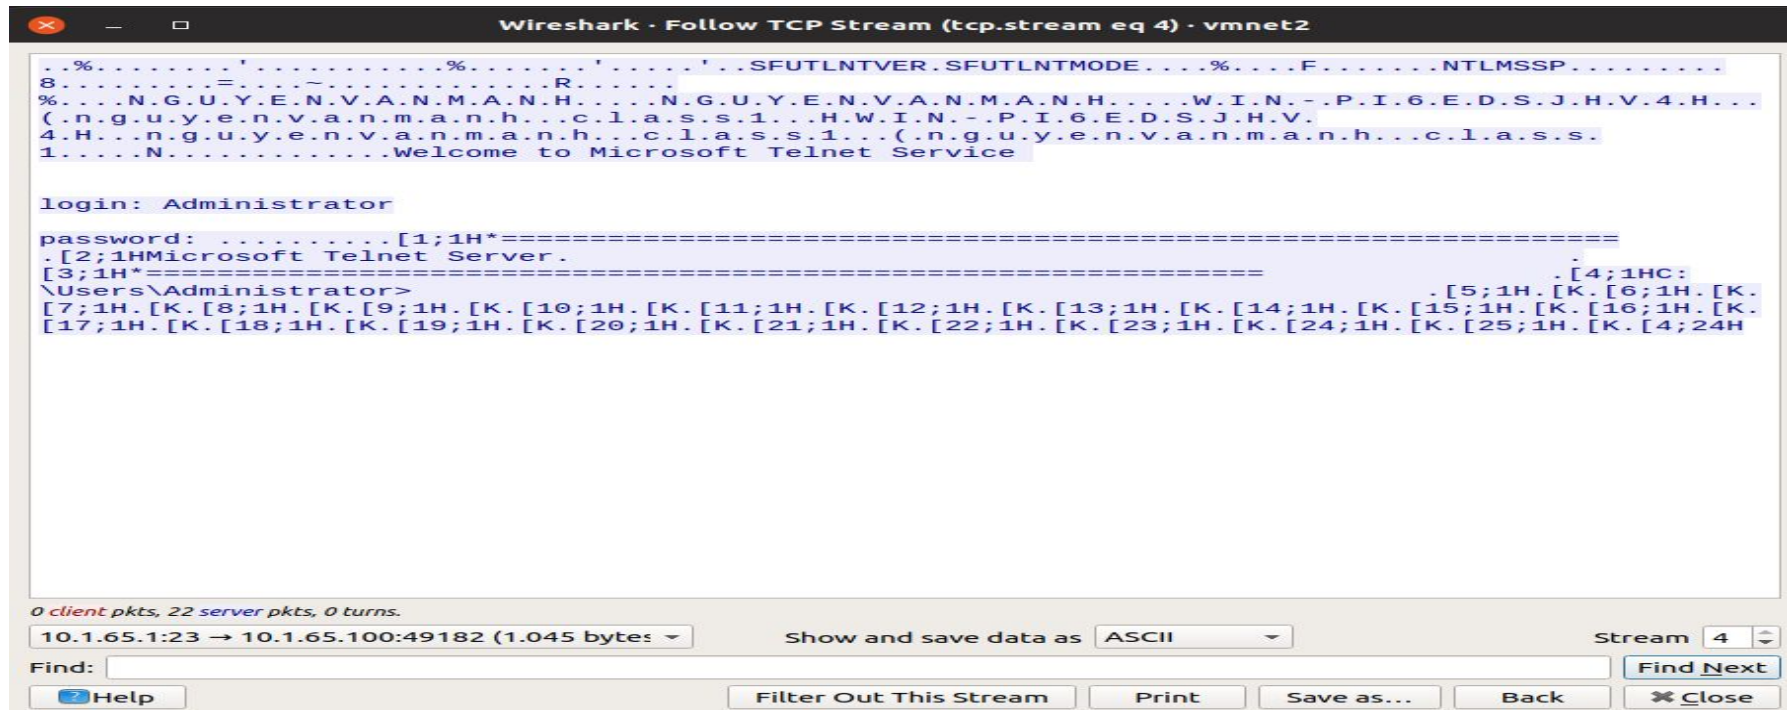 Wireshark · Follow TCP Stream (tcp.stream eq 4) · vmnet2
..%........'...........%.......'.....'..SFUTLNTVER.SFUTLNTMODE....%....F.......NTLMSSP.........
8.........=....~.............R......
%....N.G.U.Y.E.N.V.A.N.M.A.N.H.....N.G.U.Y.E.N.V.A.N.M.A.N.H.....W.I.N.-.P.I.6.E.D.S.J.H.V.4.H...
(.n.g.u.y.e.n.v.a.n.m.a.n.h...c.l.a.s.s.1...H.W.I.N.-.P.I.6.E.D.S.J.H.V.
4.H...n.g.u.y.e.n.v.a.n.m.a.n.h...c.l.a.s.s.1...(.n.g.u.y.e.n.v.a.n.m.a.n.h...c.l.a.s.s.
1.....N.............Welcome to Microsoft Telnet Service
login: Administrator
password: ..........[1;1H*===============================================================
.[2;1HMicrosoft Telnet Server. .
[3;1H*=============================================================== .[4;1HC:
\Users\Administrator> .[5;1H.[K.[6;1H.[K.
[7;1H.[K.[8;1H.[K.[9;1H.[K.[10;1H.[K.[11;1H.[K.[12;1H.[K.[13;1H.[K.[14;1H.[K.[15;1H.[K.[16;1H.[K.
[17;1H.[K.[18;1H.[K.[19;1H.[K.[20;1H.[K.[21;1H.[K.[22;1H.[K.[23;1H.[K.[24;1H.[K.[25;1H.[K.[4;24H
0 client pkts, 22 server pkts, 0 turns.
10.1.65.1:23 → 10.1.65.100:49182 (1.045 bytes Show and save data as ASCII Stream 4
Find: Find Next
Help Filter Out This Stream Print Save as... Back Close